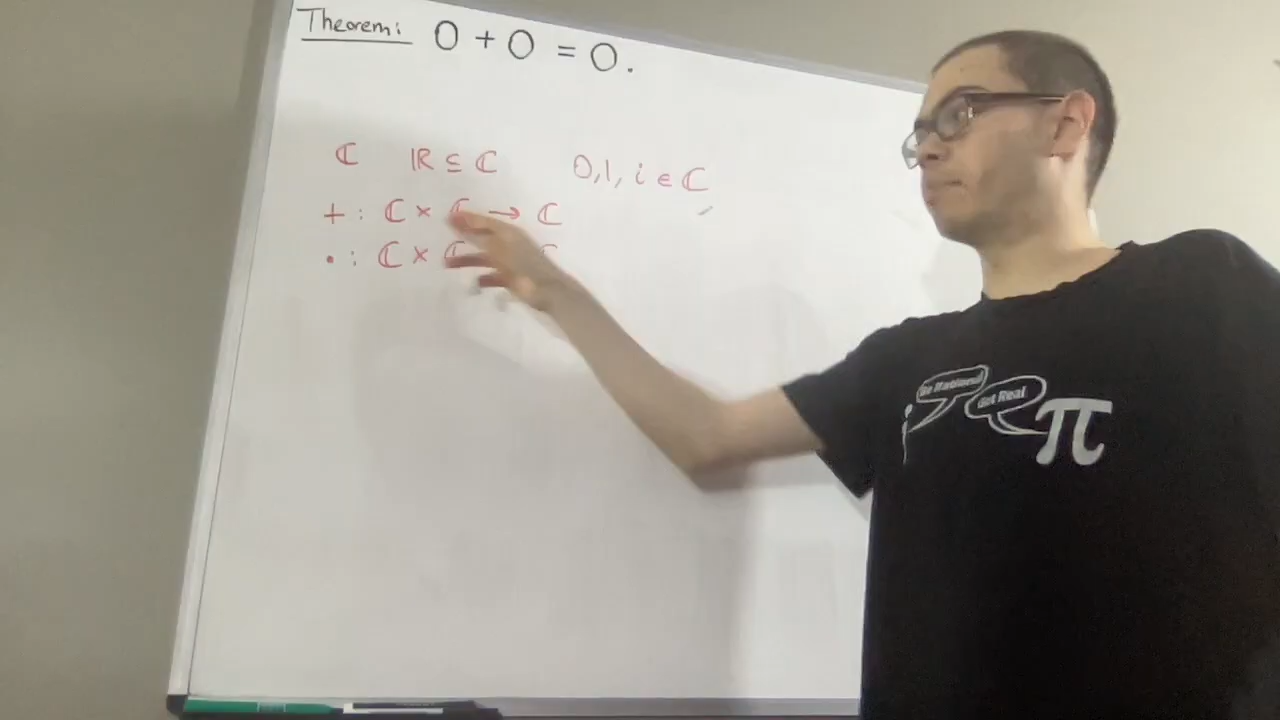 Theorem: 0 + 0 = 0.
ℂ ℝ ⊆ ℂ 0, 1, i ∈ ℂ
+ : ℂ × ℂ → ℂ
• : ℂ × ℂ ℂ
Be Rational
Get Real
i π